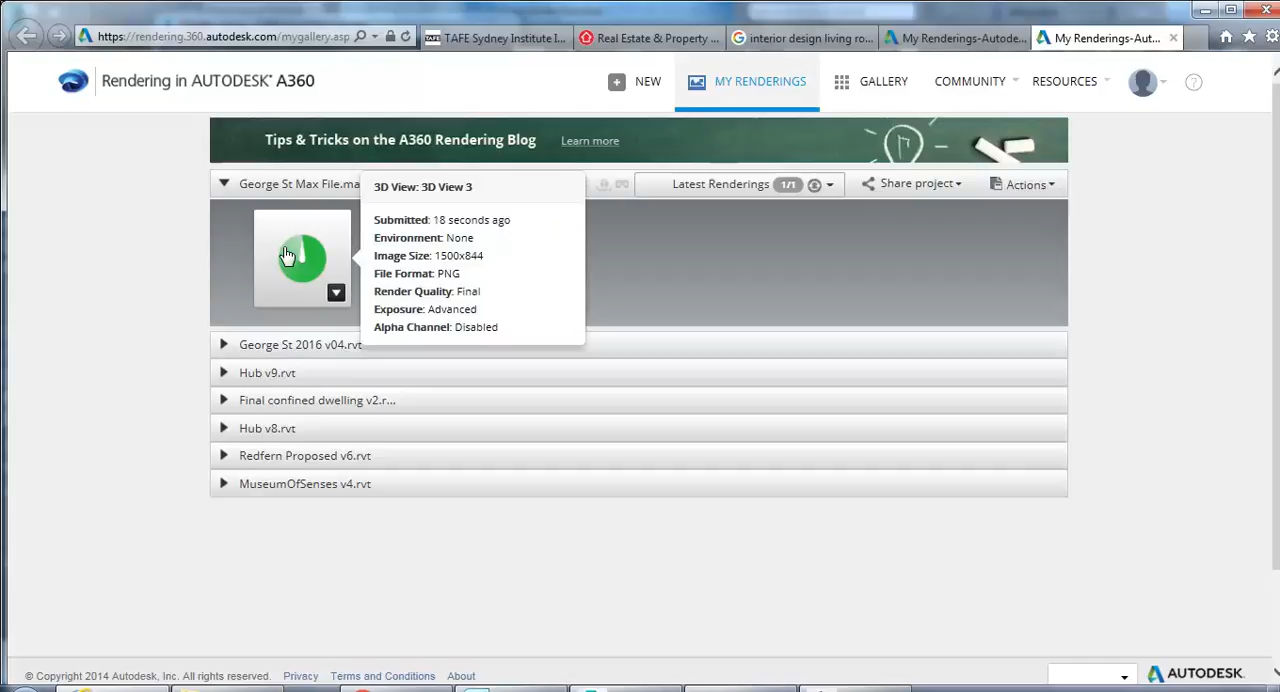 https://rendering.360.autodesk.com/mygallery.asp
TAFE Sydney Institute I...
Real Estate & Property ...
interior design living ro...
My Renderings-Autode...
My Renderings-Aut...
Rendering in AUTODESK® A360
NEW
MY RENDERINGS
GALLERY
COMMUNITY
RESOURCES
?
Tips & Tricks on the A360 Rendering Blog
Learn more
George St Max File.ma
Latest Renderings 1/1
Share project
Actions
3D View: 3D View 3
Submitted: 18 seconds ago
Environment: None
Image Size: 1500x844
File Format: PNG
Render Quality: Final
Exposure: Advanced
Alpha Channel: Disabled
George St 2016 v04.rvt
Hub v9.rvt
Final confined dwelling v2.r...
Hub v8.rvt
Redfern Proposed v6.rvt
MuseumOfSenses v4.rvt
© Copyright 2014 Autodesk, Inc. All rights reserved.
Privacy
Terms and Conditions
About
AUTODESK.